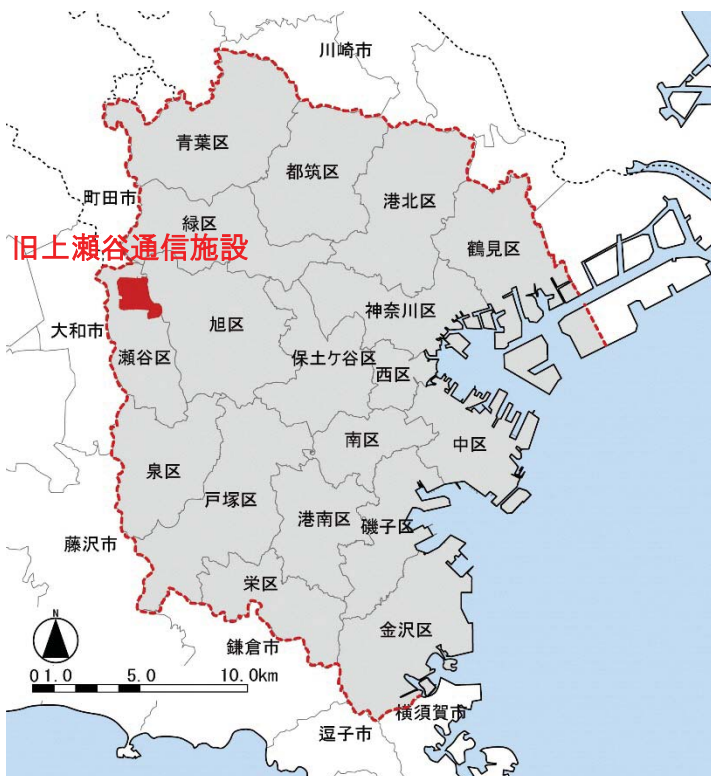 川崎市
青葉区
都筑区
町田市
港北区
緑区
鶴見区
旧上瀬谷通信施設
神奈川区
大和市
旭区
瀬谷区
保土ケ谷区
西区
南区
中区
泉区
戸塚区
港南区
磯子区
藤沢市
栄区
金沢区
N
鎌倉市
0 1.0 5.0 10.0km
横須賀市
逗子市